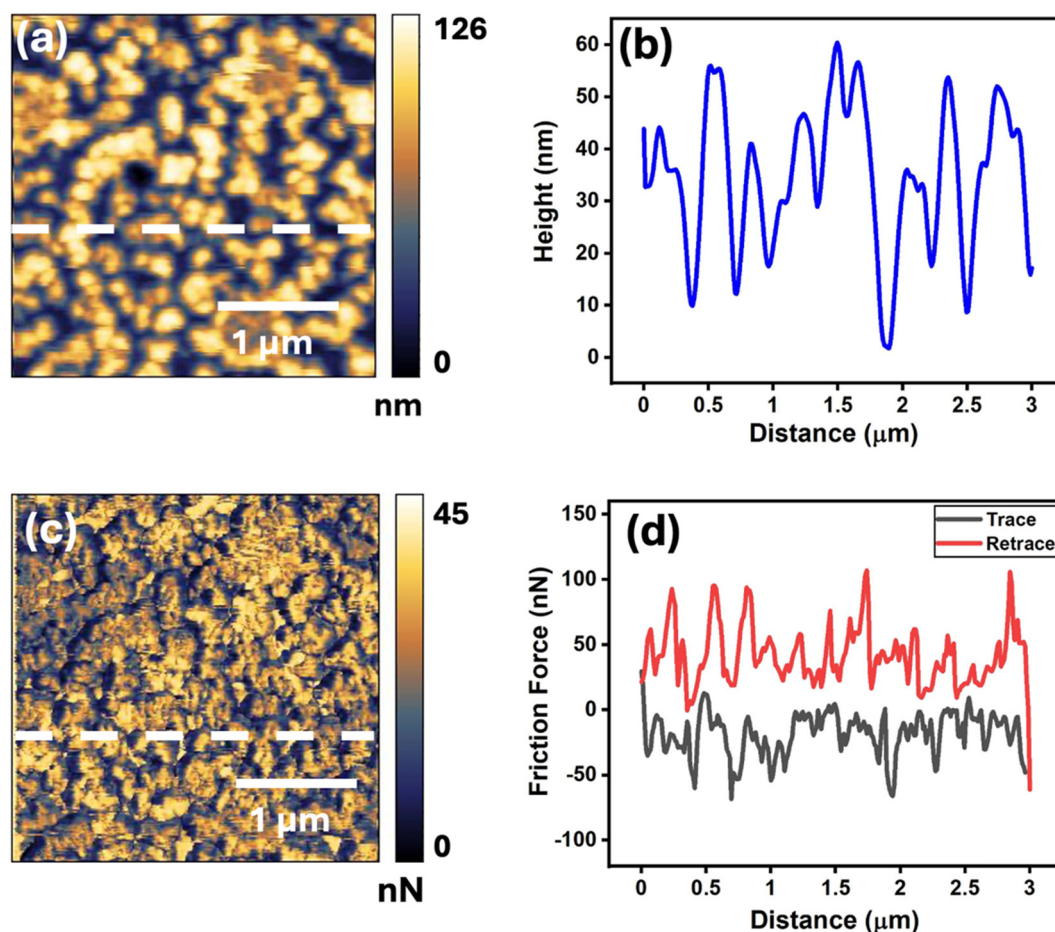 (a)
126
0
nm
1 µm
(b)
Height (nm)
60
50
40
30
20
10
0
0 0.5 1 1.5 2 2.5 3
Distance (µm)
(c)
45
0
nN
1 µm
(d)
Trace
Retrace
Friction Force (nN)
150
100
50
0
-50
-100
0 0.5 1 1.5 2 2.5 3
Distance (µm)